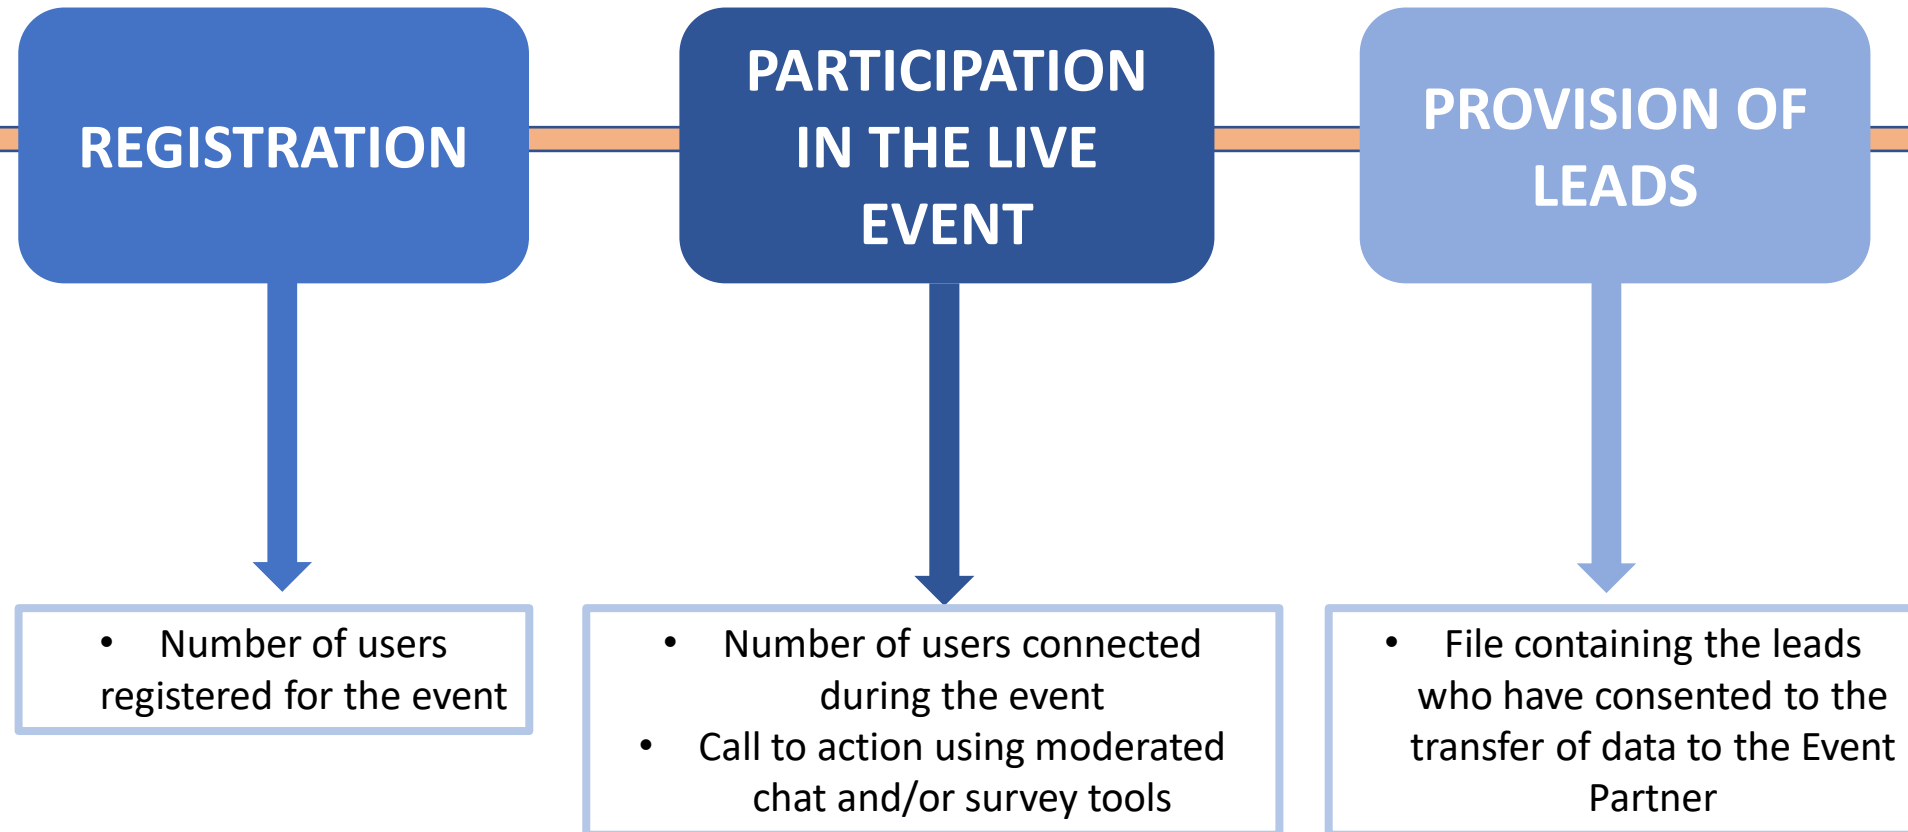 REGISTRATION
PARTICIPATION
IN THE LIVE
EVENT
PROVISION OF
LEADS
• Number of users
registered for the event
• Number of users connected
during the event
• Call to action using moderated
chat and/or survey tools
• File containing the leads
who have consented to the
transfer of data to the Event
Partner